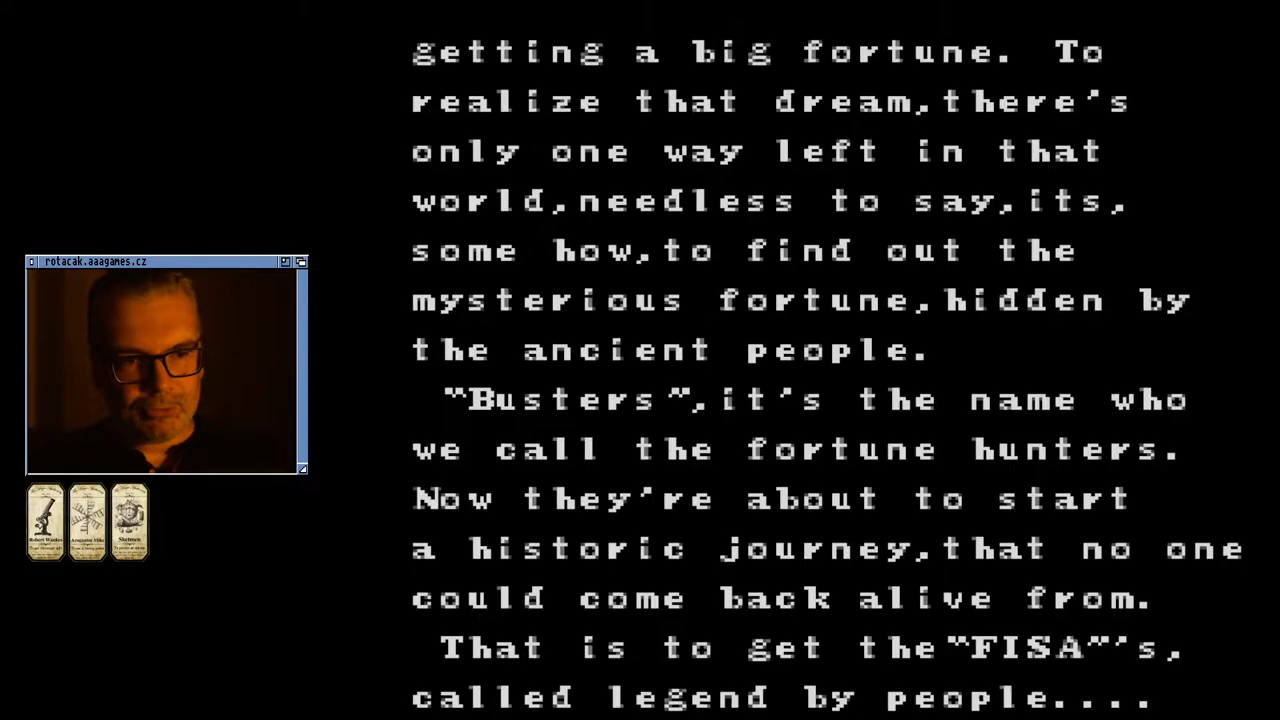 getting a big fortune. To
realize that dream,there's
only one way left in that
world,needless to say,its,
some how,to find out the
mysterious fortune,hidden by
the ancient people.
"Busters",it's the name who
we call the fortune hunters.
Now they're about to start
a historic journey,that no one
could come back alive from.
That is to get the"FISA"'s,
called legend by people....
rotacak.aaagames.cz
Skelmen